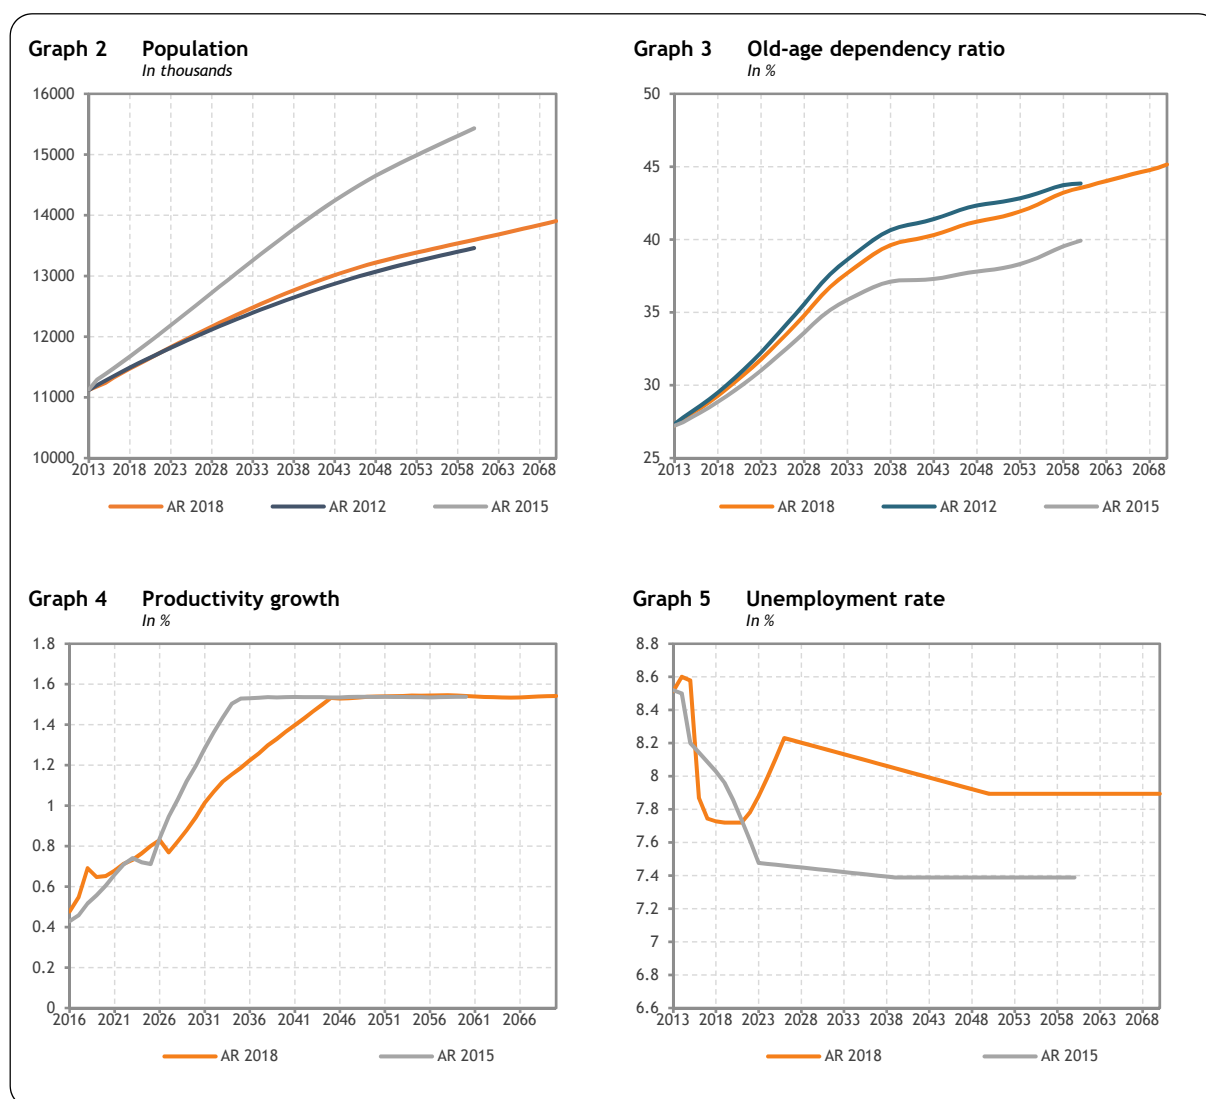 Graph 2 Population
In thousands
16000
15000
14000
13000
12000
11000
10000
2013 2018 2023 2028 2033 2038 2043 2048 2053 2058 2063 2068
AR 2018 AR 2012 AR 2015
Graph 3 Old-age dependency ratio
In %
50
45
40
35
30
25
2013 2018 2023 2028 2033 2038 2043 2048 2053 2058 2063 2068
AR 2018 AR 2012 AR 2015
Graph 4 Productivity growth
In %
1.8
1.6
1.4
1.2
1
0.8
0.6
0.4
0.2
0
2016 2021 2026 2031 2036 2041 2046 2051 2056 2061 2066
AR 2018 AR 2015
Graph 5 Unemployment rate
In %
8.8
8.6
8.4
8.2
8
7.8
7.6
7.4
7.2
7
6.8
6.6
2013 2018 2023 2028 2033 2038 2043 2048 2053 2058 2063 2068
AR 2018 AR 2015